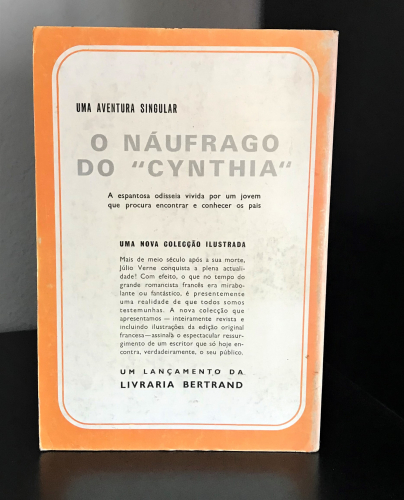 UMA AVENTURA SINGULAR
O NÁUFRAGO
DO "CYNTHIA"
A espantosa odisseia vivida por um jovem
que procura encontrar e conhecer os pais
UMA NOVA COLECÇÃO ILUSTRADA
Mais de meio século após a sua morte,
Júlio Verne conquista a plena actuali-
dade! Com efeito, o que no tempo do
grande romancista francês era mirabo-
lante ou fantástico, é presentemente
uma realidade de que todos somos
testemunhas. A nova colecção que
apresentamos — inteiramente revista e
incluindo ilustrações da edição original
francesa — assinala o espectacular ressur-
gimento de um escritor que só hoje en-
contra, verdadeiramente, o seu público.
UM LANÇAMENTO DA
LIVRARIA BERTRAND